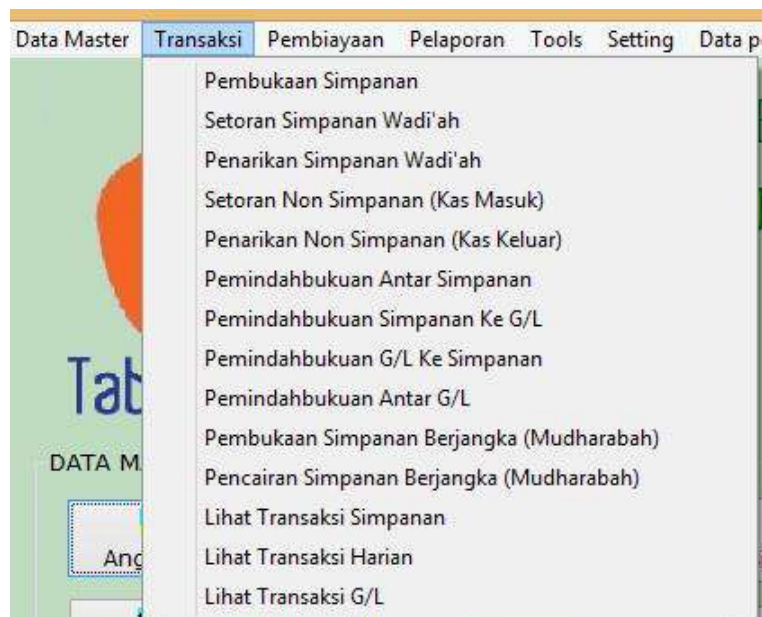 Data Master Transaksi Pembiayaan Pelaporan Tools Setting Data
Pembukaan Simpanan
Setoran Simpanan Wadi'ah
Penarikan Simpanan Wadi'ah
Setoran Non Simpanan (Kas Masuk)
Penarikan Non Simpanan (Kas Keluar)
Pemindahbukuan Antar Simpanan
Pemindahbukuan Simpanan Ke G/L
Pemindahbukuan G/L Ke Simpanan
Pemindahbukuan Antar G/L
Pembukaan Simpanan Berjangka (Mudharabah)
Pencairan Simpanan Berjangka (Mudharabah)
Lihat Transaksi Simpanan
Lihat Transaksi Harian
Lihat Transaksi G/L
Tab
DATA